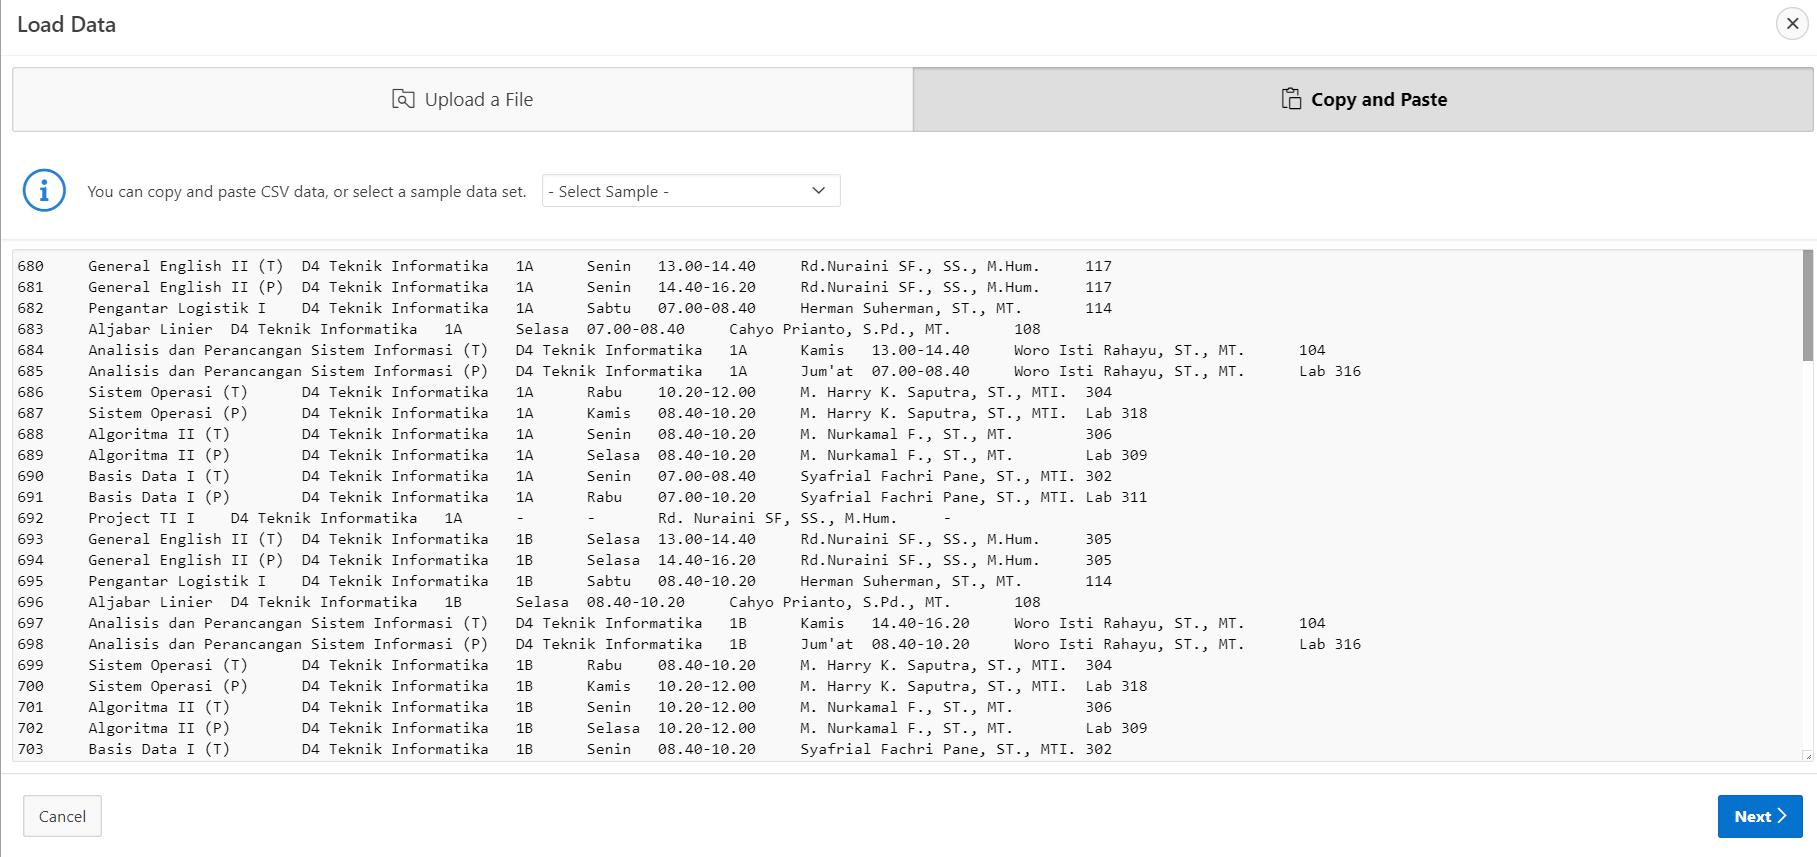 Load Data
Upload a File
Copy and Paste
You can copy and paste CSV data, or select a sample data set. - Select Sample -
680 General English II (T) D4 Teknik Informatika 1A Senin 13.00-14.40 Rd.Nuraini SF., SS., M.Hum. 117
681 General English II (P) D4 Teknik Informatika 1A Senin 14.40-16.20 Rd.Nuraini SF., SS., M.Hum. 117
682 Pengantar Logistik I D4 Teknik Informatika 1A Sabtu 07.00-08.40 Herman Suherman, ST., MT. 114
683 Aljabar Linier D4 Teknik Informatika 1A Selasa 07.00-08.40 Cahyo Prianto, S.Pd., MT. 108
684 Analisis dan Perancangan Sistem Informasi (T) D4 Teknik Informatika 1A Kamis 13.00-14.40 Woro Isti Rahayu, ST., MT. 104
685 Analisis dan Perancangan Sistem Informasi (P) D4 Teknik Informatika 1A Jum'at 07.00-08.40 Woro Isti Rahayu, ST., MT. Lab 316
686 Sistem Operasi (T) D4 Teknik Informatika 1A Rabu 10.20-12.00 M. Harry K. Saputra, ST., MTI. 304
687 Sistem Operasi (P) D4 Teknik Informatika 1A Kamis 08.40-10.20 M. Harry K. Saputra, ST., MTI. Lab 318
688 Algoritma II (T) D4 Teknik Informatika 1A Senin 08.40-10.20 M. Nurkamal F., ST., MT. 306
689 Algoritma II (P) D4 Teknik Informatika 1A Selasa 08.40-10.20 M. Nurkamal F., ST., MT. Lab 309
690 Basis Data I (T) D4 Teknik Informatika 1A Senin 07.00-08.40 Syafrial Fachri Pane, ST., MTI. 302
691 Basis Data I (P) D4 Teknik Informatika 1A Rabu 07.00-10.20 Syafrial Fachri Pane, ST., MTI. Lab 311
692 Project TI I D4 Teknik Informatika 1A - - Rd. Nuraini SF, SS., M.Hum. -
693 General English II (T) D4 Teknik Informatika 1B Selasa 13.00-14.40 Rd.Nuraini SF., SS., M.Hum. 305
694 General English II (P) D4 Teknik Informatika 1B Selasa 14.40-16.20 Rd.Nuraini SF., SS., M.Hum. 305
695 Pengantar Logistik I D4 Teknik Informatika 1B Sabtu 08.40-10.20 Herman Suherman, ST., MT. 114
696 Aljabar Linier D4 Teknik Informatika 1B Selasa 08.40-10.20 Cahyo Prianto, S.Pd., MT. 108
697 Analisis dan Perancangan Sistem Informasi (T) D4 Teknik Informatika 1B Kamis 14.40-16.20 Woro Isti Rahayu, ST., MT. 104
698 Analisis dan Perancangan Sistem Informasi (P) D4 Teknik Informatika 1B Jum'at 08.40-10.20 Woro Isti Rahayu, ST., MT. Lab 316
699 Sistem Operasi (T) D4 Teknik Informatika 1B Rabu 08.40-10.20 M. Harry K. Saputra, ST., MTI. 304
700 Sistem Operasi (P) D4 Teknik Informatika 1B Kamis 10.20-12.00 M. Harry K. Saputra, ST., MTI. Lab 318
701 Algoritma II (T) D4 Teknik Informatika 1B Senin 10.20-12.00 M. Nurkamal F., ST., MT. 306
702 Algoritma II (P) D4 Teknik Informatika 1B Selasa 10.20-12.00 M. Nurkamal F., ST., MT. Lab 309
703 Basis Data I (T) D4 Teknik Informatika 1B Senin 08.40-10.20 Syafrial Fachri Pane, ST., MTI. 302
Cancel
Next